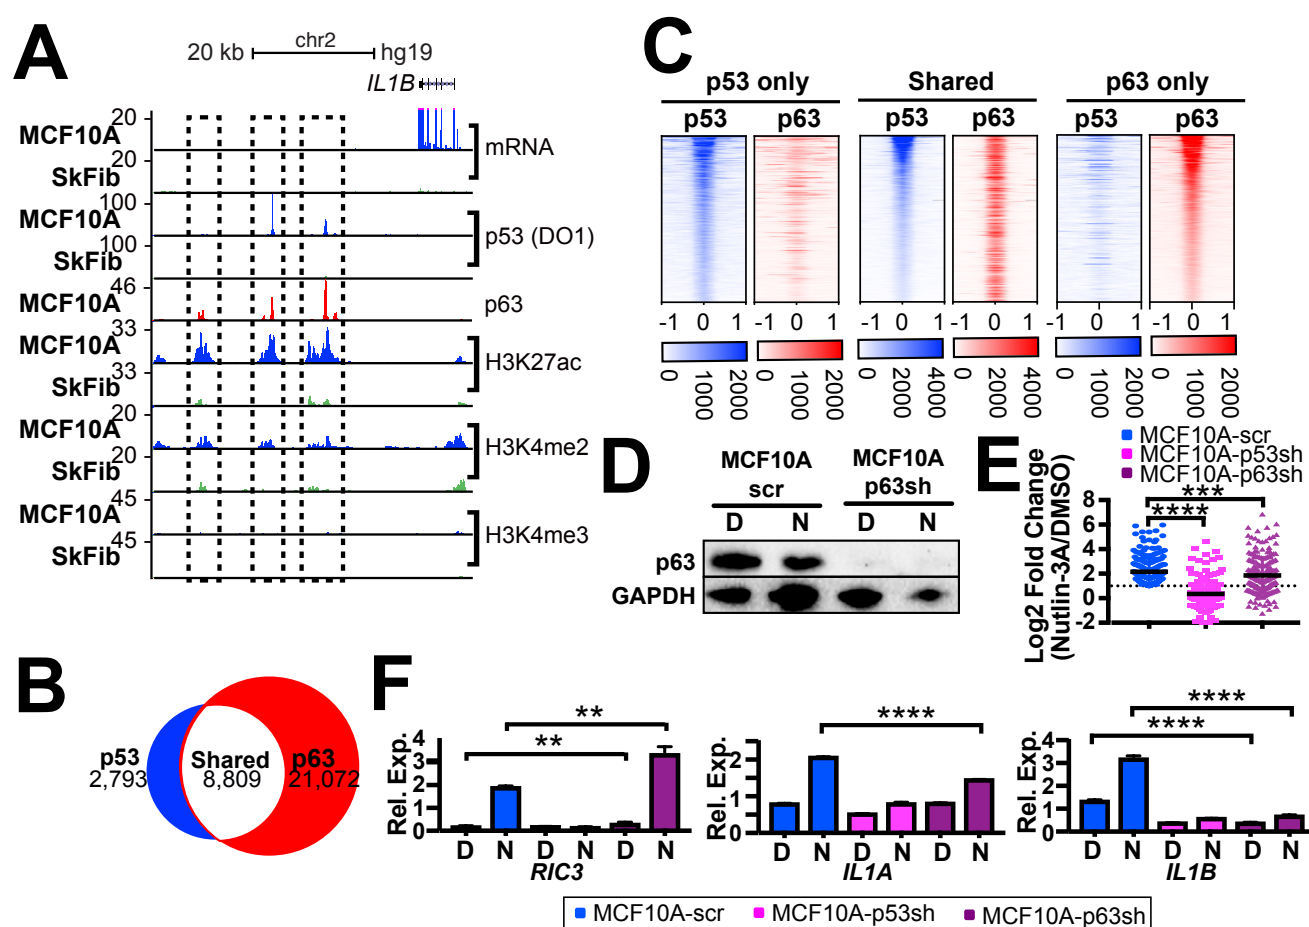 A
20 kb
chr2
hg19
IL1B
20
MCF10A
mRNA
20
SkFib
100
MCF10A
p53 (DO1)
100
SkFib
46
MCF10A
p63
33
MCF10A
H3K27ac
33
SkFib
20
MCF10A
H3K4me2
20
SkFib
45
MCF10A
H3K4me3
45
SkFib
B
p53
2,793
Shared
8,809
p63
21,072
C
p53 only
Shared
p63 only
p53 p63 p53 p63 p53 p63
-1 0 1 -1 0 1 -1 0 1 -1 0 1 -1 0 1 -1 0 1
0 1000 2000 0 1000 2000 0 2000 4000 0 2000 4000 0 1000 2000 0 1000 2000
D
MCF10A scr
MCF10A p63sh
D N D N
p63
GAPDH
E
MCF10A-scr
MCF10A-p53sh
MCF10A-p63sh
Log2 Fold Change
(Nutlin-3A/DMSO)
8
6
4
2
0
-2
***
****
F
Rel. Exp.
4
3
2
1
0
**
**
D N D N D N
RIC3
Rel. Exp.
2
1
0
****
D N D N D N
IL1A
Rel. Exp.
4
3
2
1
0
****
****
D N D N D N
IL1B
MCF10A-scr MCF10A-p53sh MCF10A-p63sh